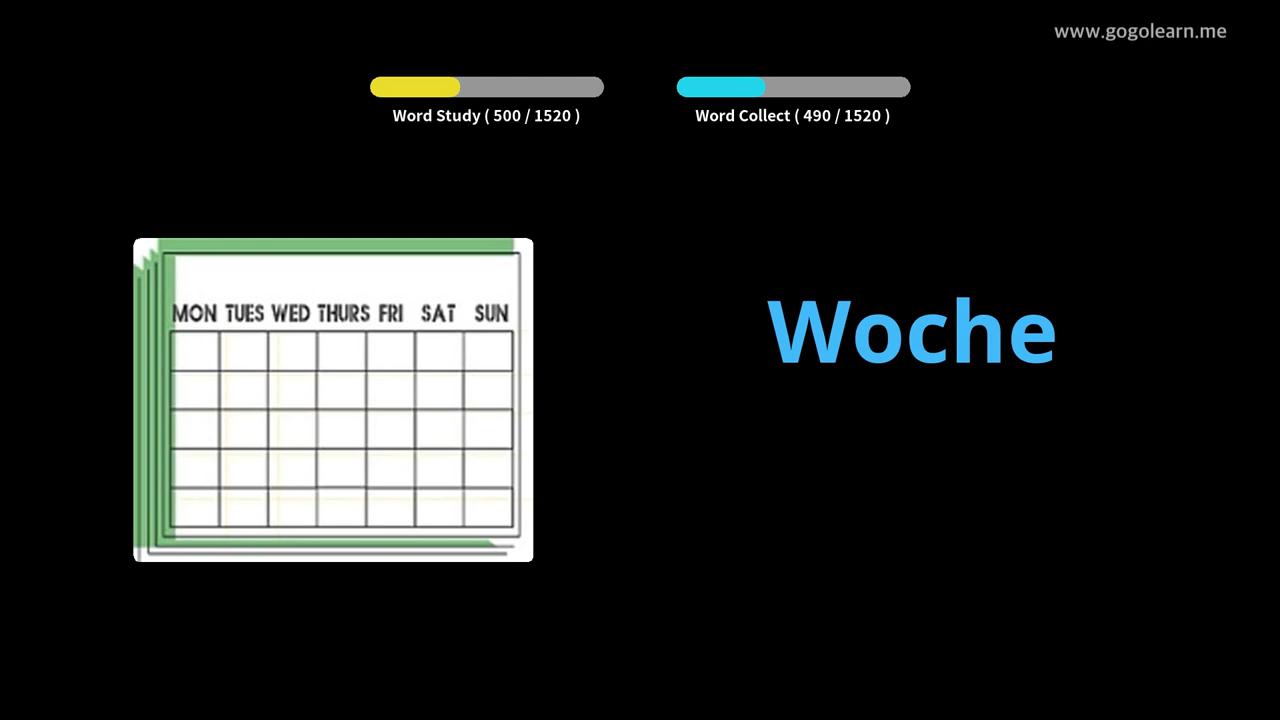 www.gogolearn.me
Word Study ( 500 / 1520 )
Word Collect ( 490 / 1520 )
MON TUES WED THURS FRI SAT SUN
Woche